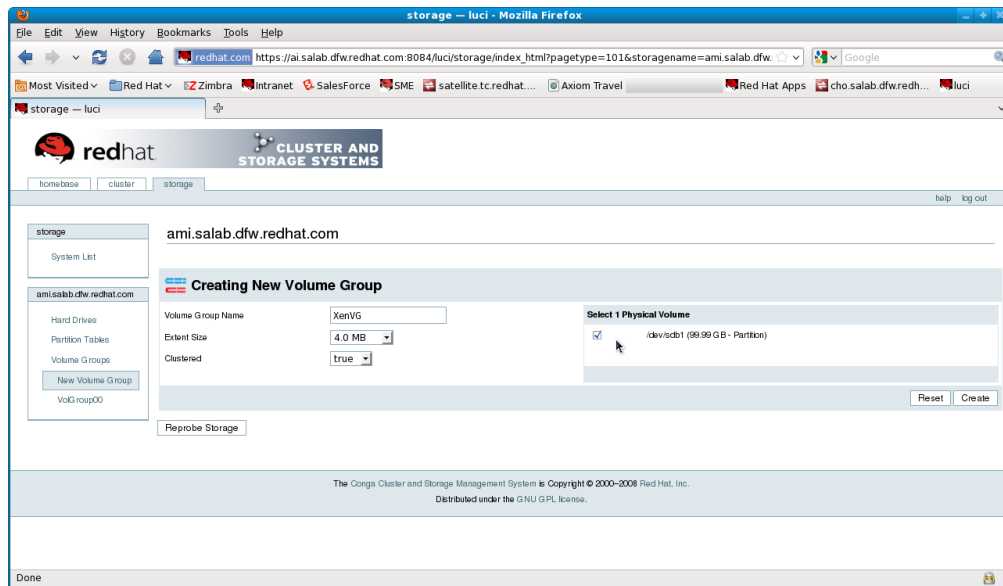 storage — luci - Mozilla Firefox
File Edit View History Bookmarks Tools Help
redhat.com https://ai.salab.dfw.redhat.com:8084/luci/storage/index_html?pagetype=101&storagename=ami.salab.dfw. Google
Most Visited Red Hat Zimbra Intranet SalesForce SME satellite.tc.redhat.... Axiom Travel Red Hat Apps cho.salab.dfw.redh... luci
storage — luci
redhat. CLUSTER AND STORAGE SYSTEMS
homebase cluster storage
help log out
storage
System List
ami.salab.dfw.redhat.com
Hard Drives
Partition Tables
Volume Groups
New Volume Group
VolGroup00
ami.salab.dfw.redhat.com
Creating New Volume Group
Volume Group Name XenVG
Extent Size 4.0 MB
Clustered true
Select 1 Physical Volume
/dev/sdb1 (99.99 GB - Partition)
Reset Create
Reprobe Storage
The Conga Cluster and Storage Management System is Copyright © 2000–2008 Red Hat, Inc.
Distributed under the GNU GPL license.
Done